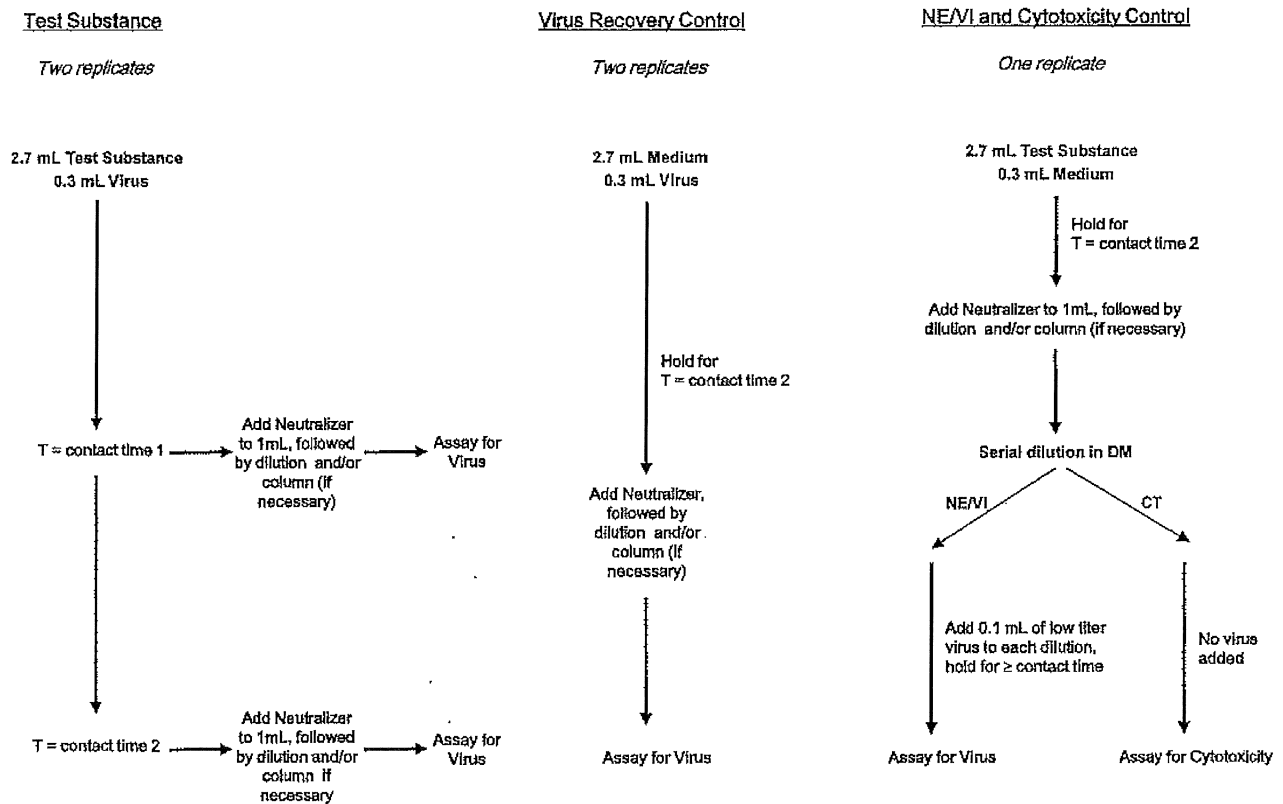 Test Substance
Two replicates
2.7 mL Test Substance
0.3 mL Virus
T = contact time 1
Add Neutralizer
to 1mL, followed
by dilution and/or
column (if
necessary)
Assay for
Virus
T = contact time 2
Add Neutralizer
to 1mL, followed
by dilution and/or
column if
necessary
Assay for
Virus
Virus Recovery Control
Two replicates
2.7 mL Medium
0.3 mL Virus
Hold for
T = contact time 2
Add Neutralizer,
followed by
dilution and/or
column (if
necessary)
Assay for Virus
NE/VI and Cytotoxicity Control
One replicate
2.7 mL Test Substance
0.3 mL Medium
Hold for
T = contact time 2
Add Neutralizer to 1mL, followed by
dilution and/or column (if necessary)
Serial dilution in DM
NE/VI
CT
Add 0.1 mL of low titer
virus to each dilution,
hold for ≥ contact time
No virus
added
Assay for Virus
Assay for Cytotoxicity